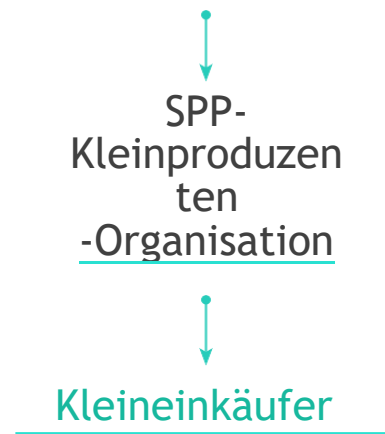 SPP-
Kleinproduzen
ten
-Organisation
Kleineinkäufer